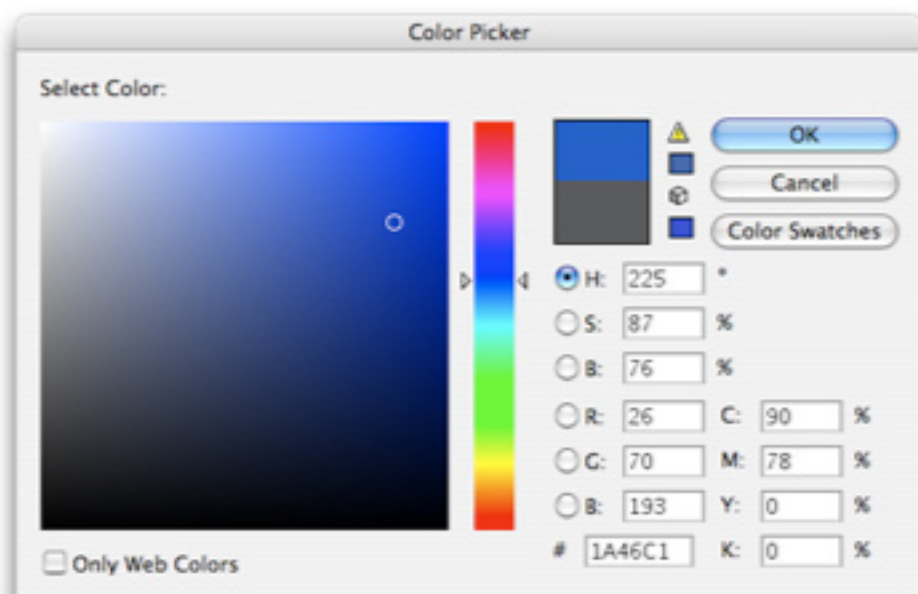 Color Picker
Select Color:
OK
Cancel
Color Swatches
H: 225 °
S: 87 %
B: 76 %
R: 26 C: 90 %
G: 70 M: 78 %
B: 193 Y: 0 %
# 1A46C1 K: 0 %
Only Web Colors